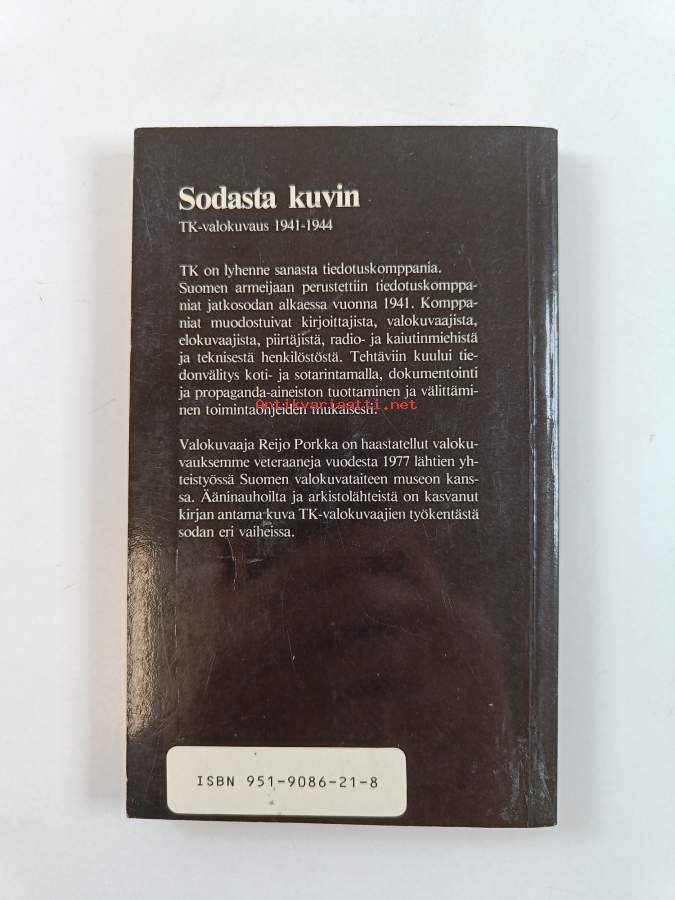 Sodasta kuvin
TK-valokuvaus 1941-1944
TK on lyhenne sanasta tiedotuskomppania.
Suomen armeijaan perustettiin tiedotuskomppa-
niat jatkosodan alkaessa vuonna 1941. Komppa-
niat muodostuivat kirjoittajista, valokuvaajista,
elokuvaajista, piirtäjistä, radio- ja kaiutinmiehistä
ja teknisestä henkilöstöstä. Tehtäviin kuului tie-
donvälitys koti- ja sotarintamalla, dokumentointi
ja propaganda-aineiston tuottaminen ja välittämi-
nen toimintaohjeiden mukaisesti.
Antikvariaatti.net
Valokuvaaja Reijo Porkka on haastatellut valoku-
vauksemme veteraaneja vuodesta 1977 lähtien yh-
teistyössä Suomen valokuvataiteen museon kans-
sa. Ääninauhoilta ja arkistolähteistä on kasvanut
kirjan antama kuva TK-valokuvaajien työkentästä
sodan eri vaiheissa.
ISBN 951-9086-21-8